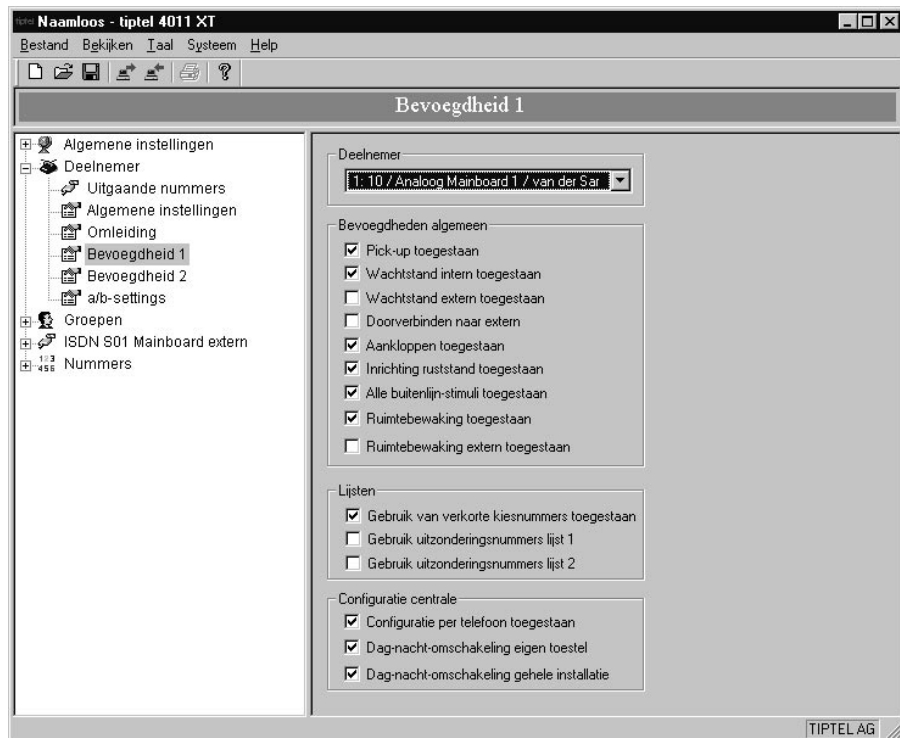 tiptel Naamloos - tiptel 4011 XT
Bestand Bekijken Taal Systeem Help
Bevoegdheid 1
Algemene instellingen
Deelnemer
Uitgaande nummers
Algemene instellingen
Omleiding
Bevoegdheid 1
Bevoegdheid 2
a/b-settings
Groepen
ISDN S01 Mainboard extern
123
456 Nummers
Deelnemer
1: 10 / Analoog Mainboard 1 / van der Sar
Bevoegdheden algemeen
Pick-up toegestaan
Wachtstand intern toegestaan
Wachtstand extern toegestaan
Doorverbinden naar extern
Aankloppen toegestaan
Inrichting ruststand toegestaan
Alle buitenlijn-stimuli toegestaan
Ruimtebewaking toegestaan
Ruimtebewaking extern toegestaan
Lijsten
Gebruik van verkorte kiesnummers toegestaan
Gebruik uitzonderingsnummers lijst 1
Gebruik uitzonderingsnummers lijst 2
Configuratie centrale
Configuratie per telefoon toegestaan
Dag-nacht-omschakeling eigen toestel
Dag-nacht-omschakeling gehele installatie
TIPTEL AG